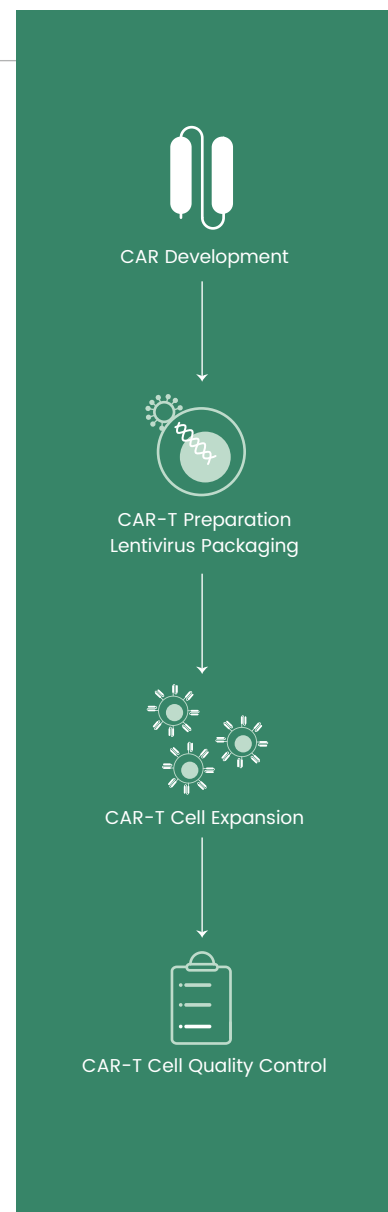 CAR Development
CAR-T Preparation
Lentivirus Packaging
CAR-T Cell Expansion
CAR-T Cell Quality Control